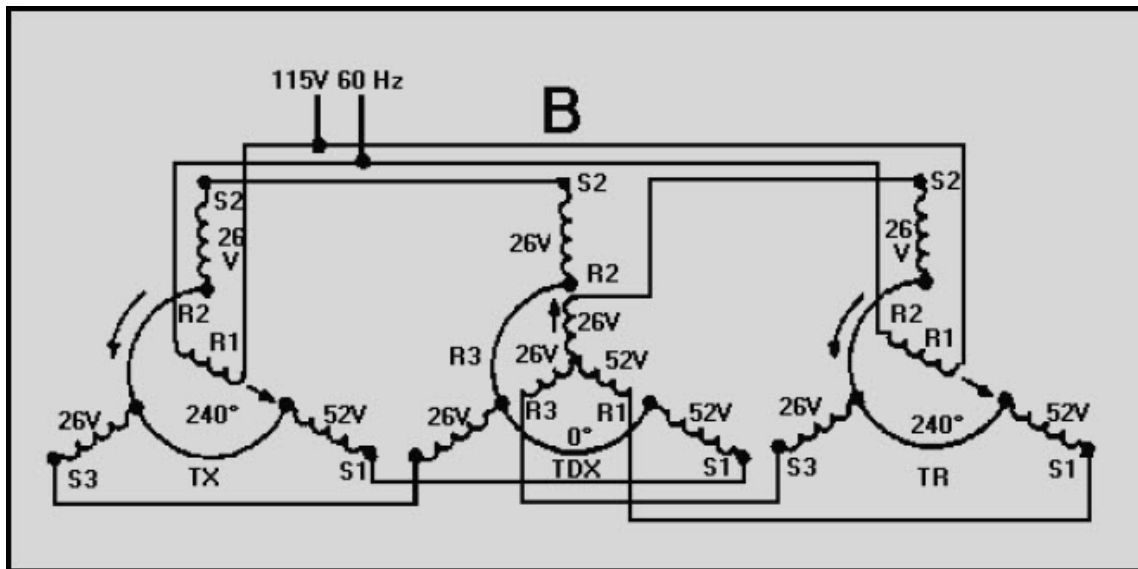 115V 60 Hz
B
S2
26
V
R2
R1
26V
240°
52V
S3
TX
S1
S2
26V
R2
26V
R3
26V
52V
R3
R1
0°
26V
52V
TDX
S1
S2
26
V
R2
R1
26V
240°
52V
S3
TR
S1